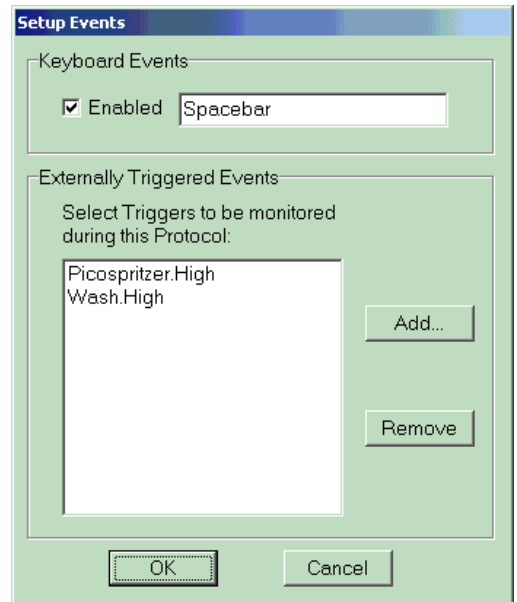 Setup Events
Keyboard Events
Enabled Spacebar
Externally Triggered Events
Select Triggers to be monitored
during this Protocol:
Picospritzer.High
Wash.High
Add...
Remove
OK Cancel